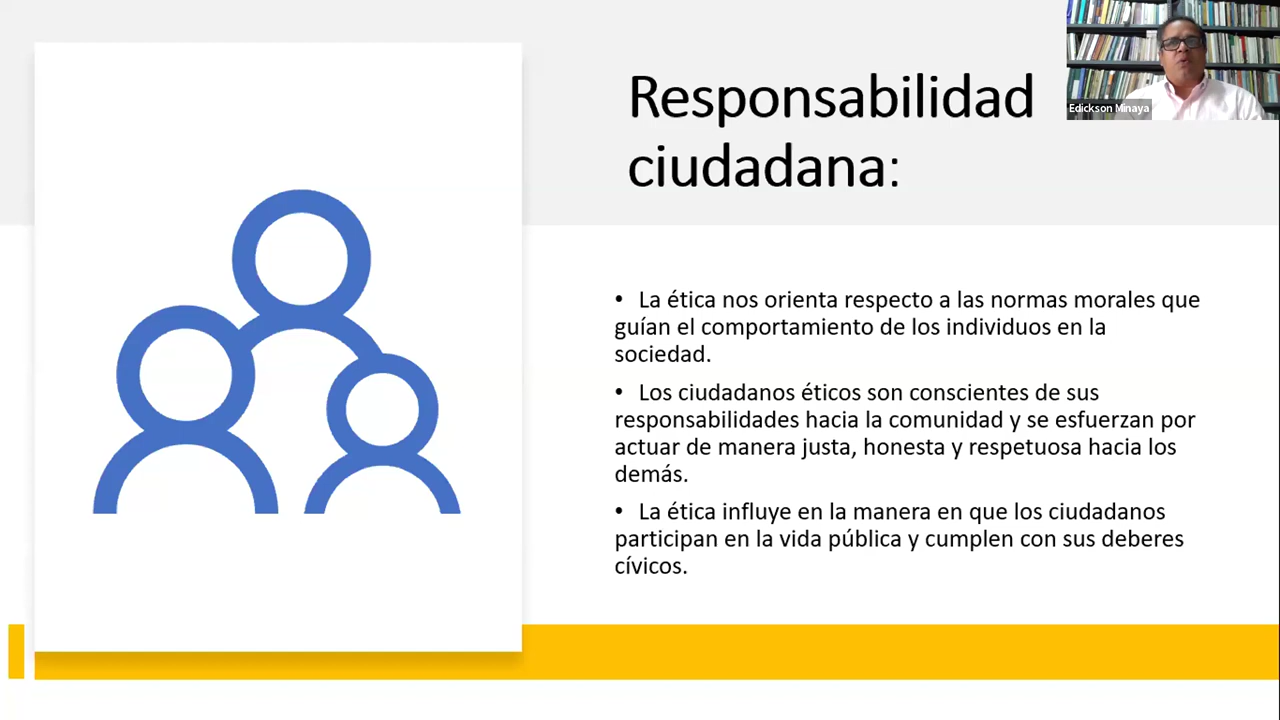 Responsabilidad
ciudadana:
Edickson Minaya
• La ética nos orienta respecto a las normas morales que
guían el comportamiento de los individuos en la
sociedad.
• Los ciudadanos éticos son conscientes de sus
responsabilidades hacia la comunidad y se esfuerzan por
actuar de manera justa, honesta y respetuosa hacia los
demás.
• La ética influye en la manera en que los ciudadanos
participan en la vida pública y cumplen con sus deberes
cívicos.